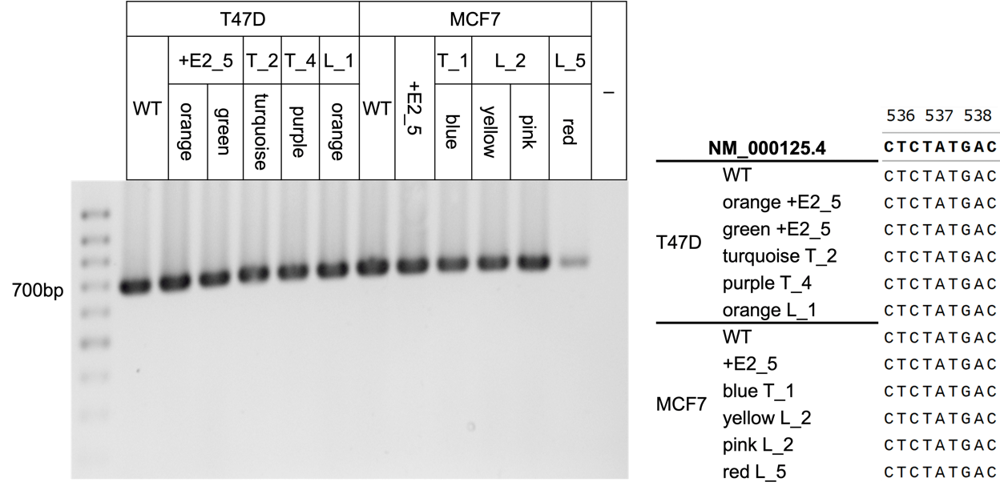 T47D MCF7
+E2_5 T_2 T_4 L_1 T_1 L_2 L_5
WT orange green turquoise purple orange WT +E2_5 blue yellow pink red –
700bp
536 537 538
NM_000125.4 CTCTATGAC
T47D
WT CTCTATGAC
orange +E2_5 CTCTATGAC
green +E2_5 CTCTATGAC
turquoise T_2 CTCTATGAC
purple T_4 CTCTATGAC
orange L_1 CTCTATGAC
MCF7
WT CTCTATGAC
+E2_5 CTCTATGAC
blue T_1 CTCTATGAC
yellow L_2 CTCTATGAC
pink L_2 CTCTATGAC
red L_5 CTCTATGAC